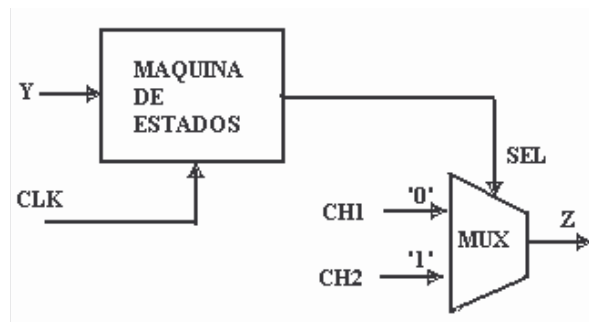 MAQUINA
DE
ESTADOS
Y
CLK
SEL
CH1
'0'
MUX
Z
CH2
'1'